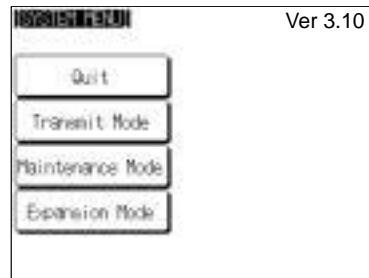 [SYSTEM MENU] Ver 3.10
Quit
Transmit Mode
Maintenance Mode
Expansion Mode